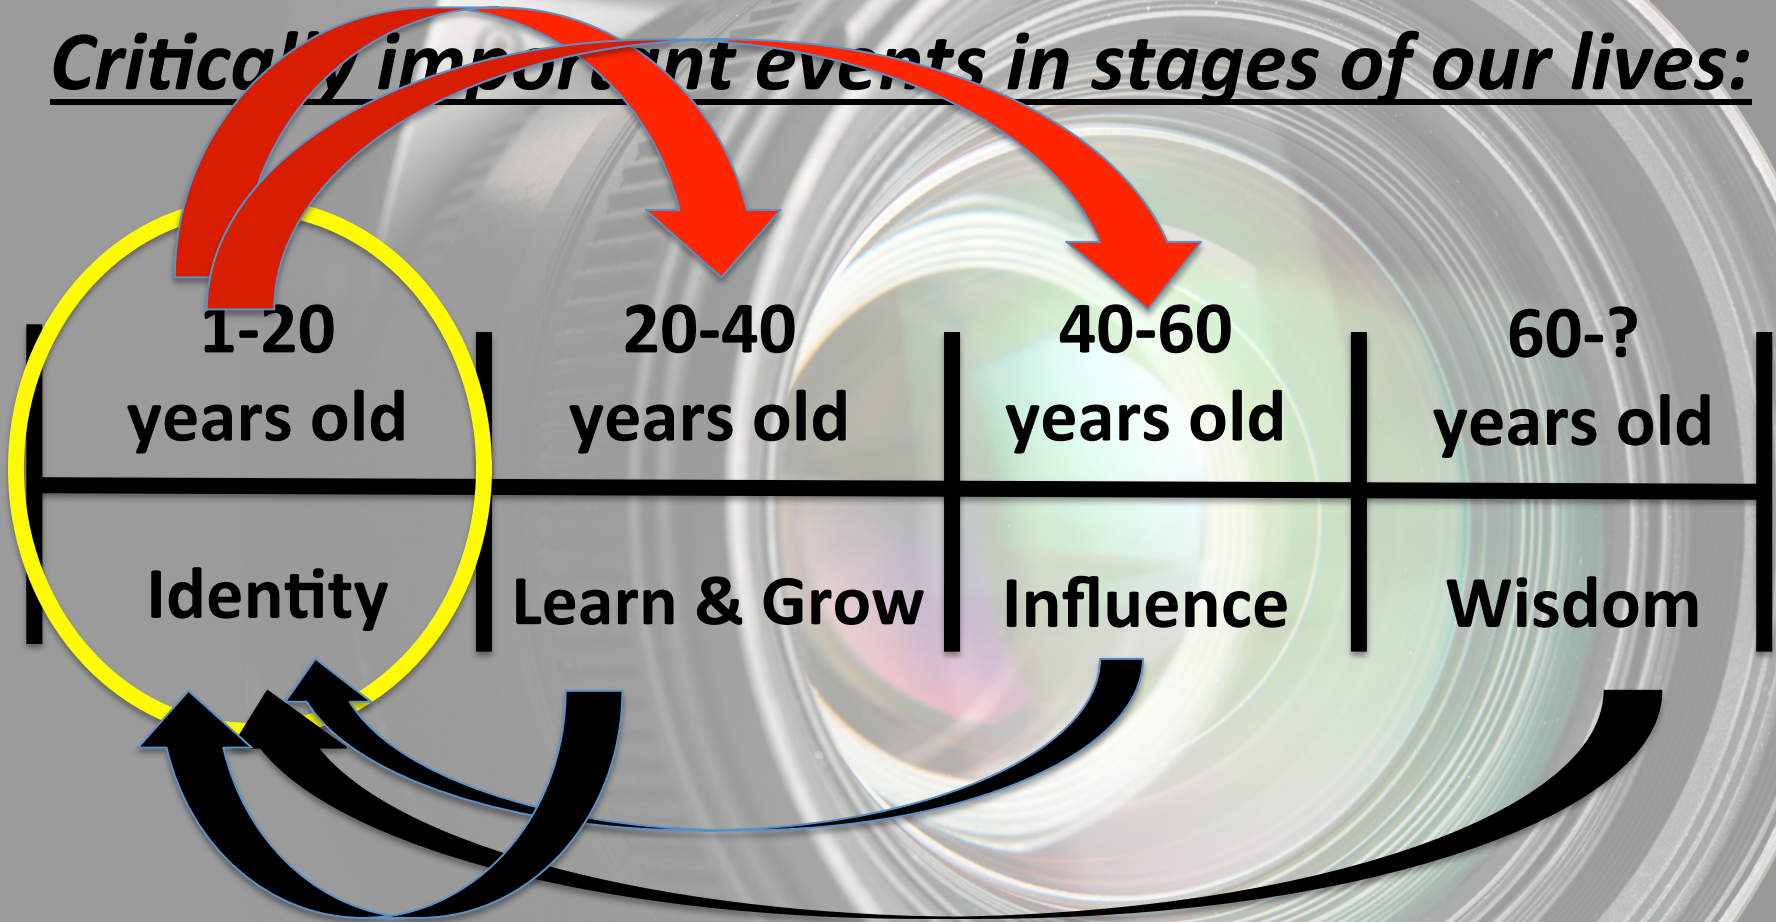 Critically important events in stages of our lives:
1-20
years old
20-40
years old
40-60
years old
60-?
years old
Identity
Learn & Grow
Influence
Wisdom